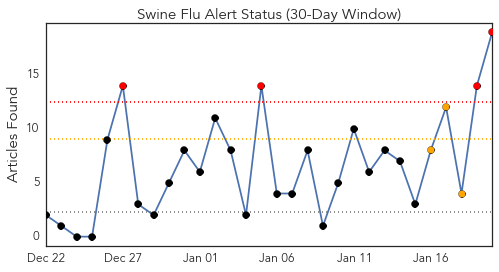 Swine Flu Alert Status (30-Day Window)
Articles Found
15
10
5
0
Dec 22
Dec 27
Jan 01
Jan 06
Jan 11
Jan 16